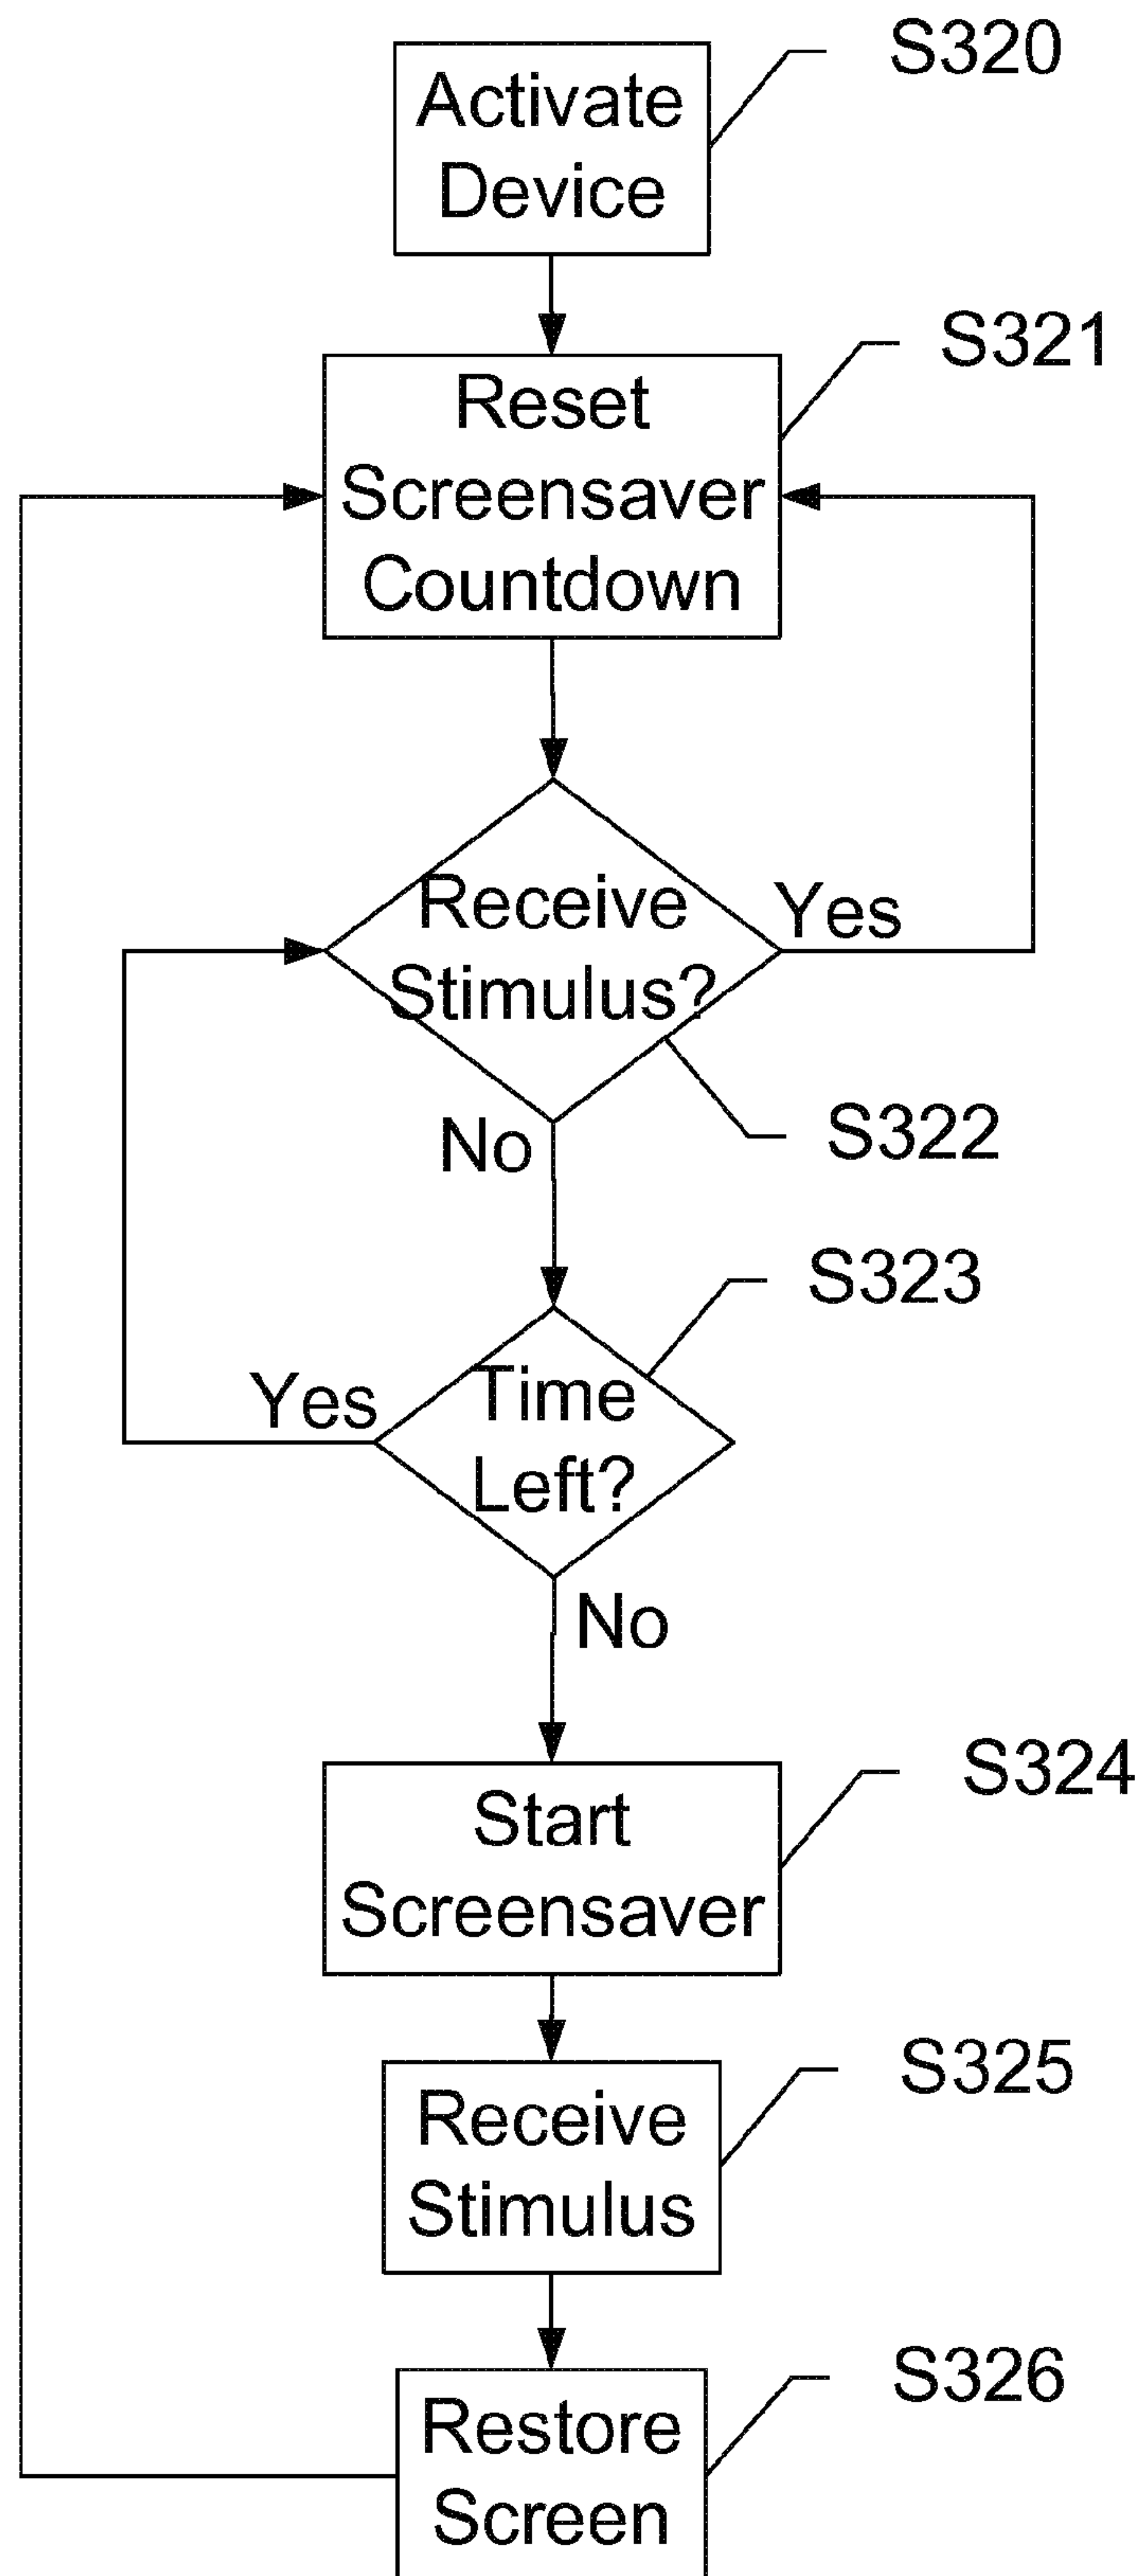 S320
Activate
Device
S321
Reset
Screensaver
Countdown
Receive
Stimulus?
Yes
No
S322
S323
Time
Left?
Yes
No
S324
Start
Screensaver
S325
Receive
Stimulus
S326
Restore
Screen